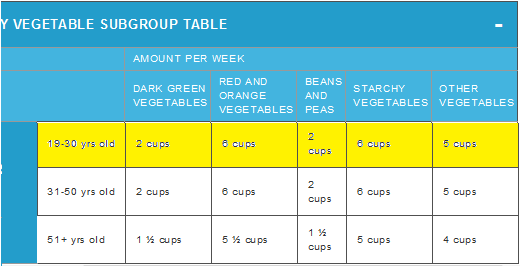 Y VEGETABLE SUBGROUP TABLE -
AMOUNT PER WEEK
DARK GREEN VEGETABLES RED AND ORANGE VEGETABLES BEANS AND PEAS STARCHY VEGETABLES OTHER VEGETABLES
19-30 yrs old 2 cups 6 cups 2 cups 6 cups 5 cups
31-50 yrs old 2 cups 6 cups 2 cups 6 cups 5 cups
51+ yrs old 1 ½ cups 5 ½ cups 1 ½ cups 5 cups 4 cups